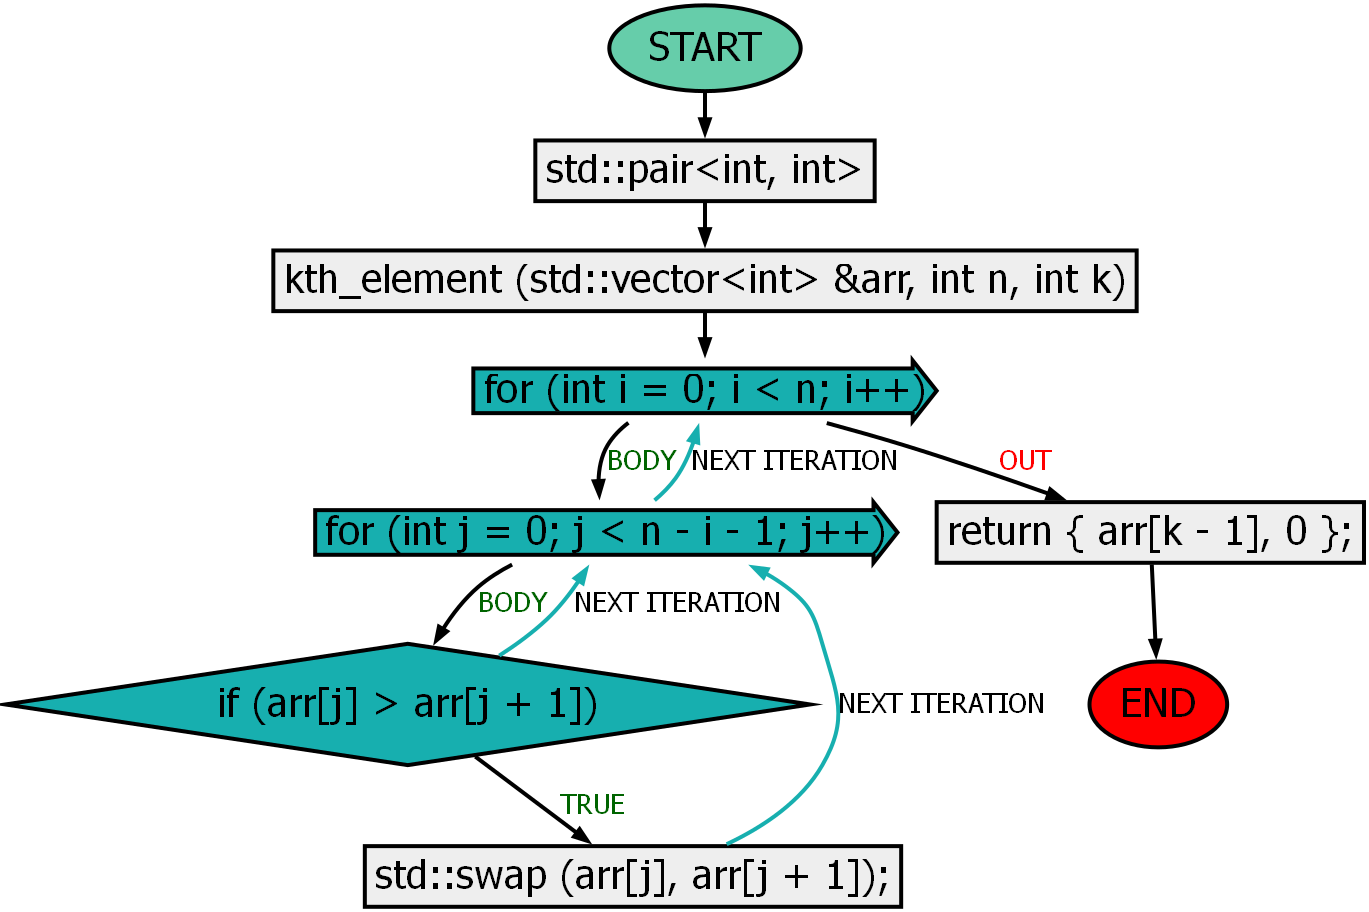 START
std::pair<int, int>
kth_element (std::vector<int> &arr, int n, int k)
for (int i = 0; i < n; i++)
BODY
NEXT ITERATION
OUT
for (int j = 0; j < n - i - 1; j++)
return { arr[k - 1], 0 };
BODY
NEXT ITERATION
if (arr[j] > arr[j + 1])
NEXT ITERATION
END
TRUE
std::swap (arr[j], arr[j + 1]);